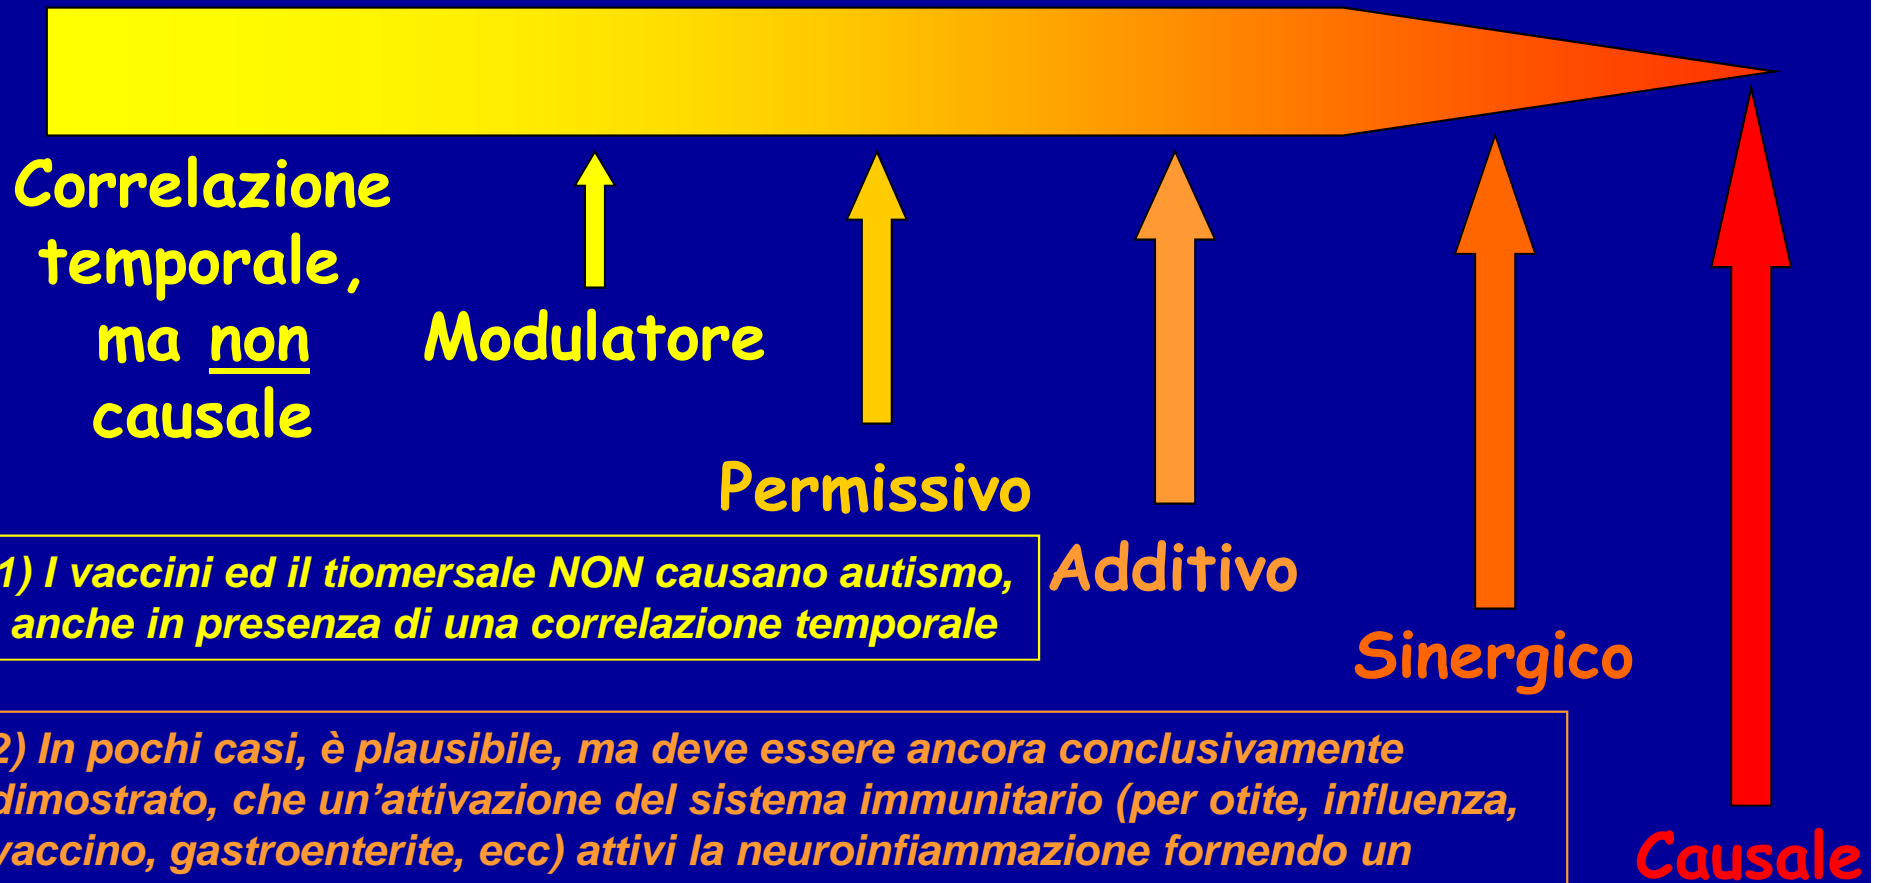 Correlazione
temporale,
ma non
causale
Modulatore
Permissivo
Additivo
Sinergico
Causale
1) I vaccini ed il tiomersale NON causano autismo,
anche in presenza di una correlazione temporale
2) In pochi casi, è plausibile, ma deve essere ancora conclusivamente
dimostrato, che un’attivazione del sistema immunitario (per otite, influenza,
vaccino, gastroenterite, ecc) attivi la neuroinfiammazione fornendo un